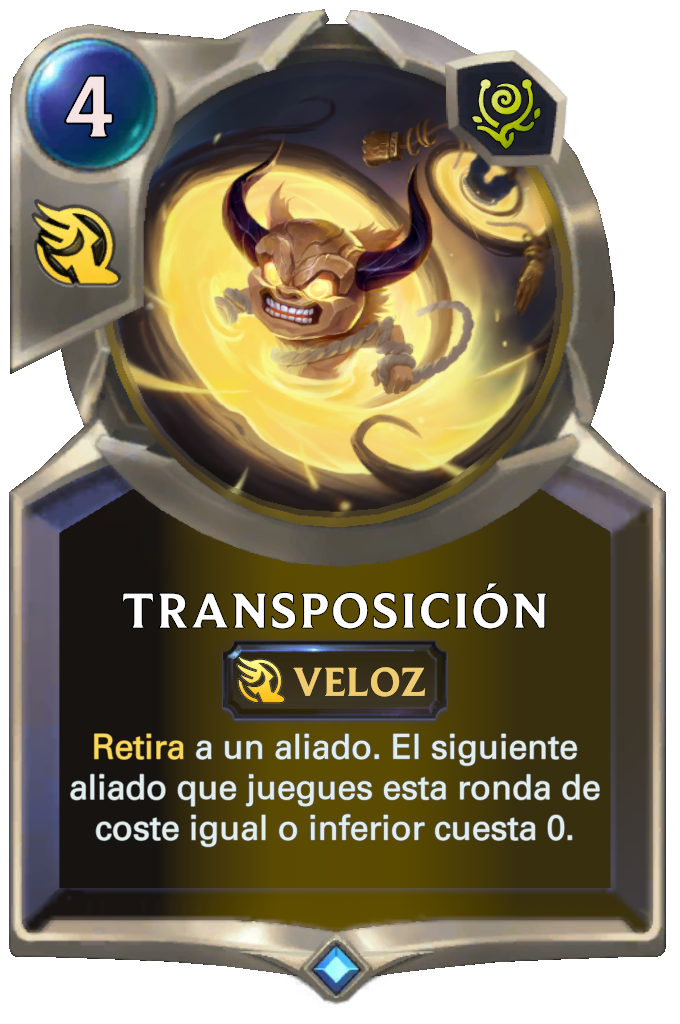 4
TRANSPOSICIÓN
VELOZ
Retira a un aliado. El siguiente
aliado que juegues esta ronda de
coste igual o inferior cuesta 0.